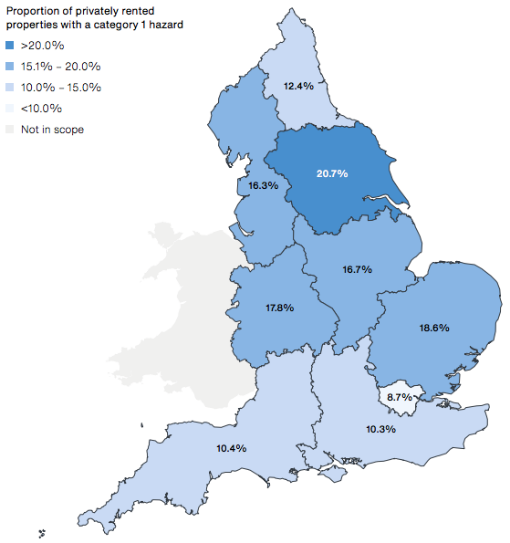 Proportion of privately rented
properties with a category 1 hazard
>20.0%
15.1% – 20.0%
10.0% – 15.0%
<10.0%
Not in scope
12.4%
20.7%
16.3%
16.7%
17.8%
18.6%
8.7%
10.3%
10.4%